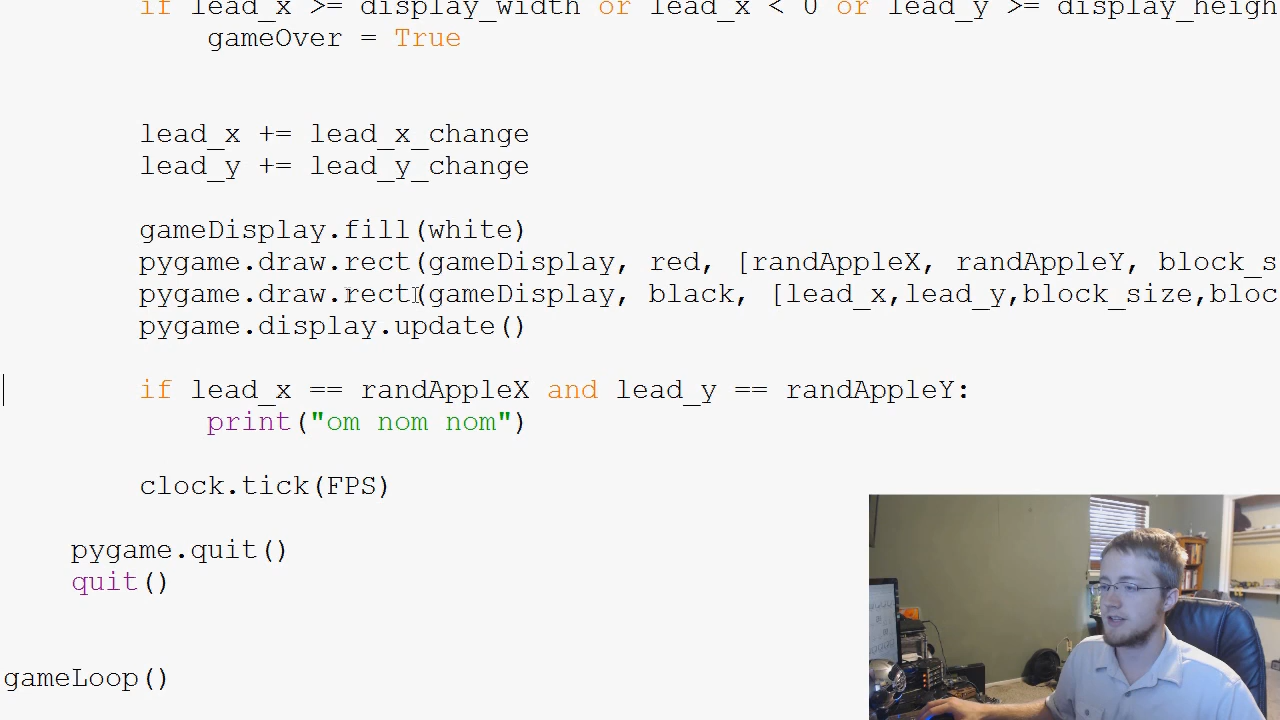 if lead_x >= display_width or lead_x < 0 or lead_y >= display_heigh
gameOver = True
lead_x += lead_x_change
lead_y += lead_y_change
gameDisplay.fill(white)
pygame.draw.rect(gameDisplay, red, [randAppleX, randAppleY, block_s
pygame.draw.rect(gameDisplay, black, [lead_x,lead_y,block_size,bloc
pygame.display.update()
if lead_x == randAppleX and lead_y == randAppleY:
print("om nom nom")
clock.tick(FPS)
pygame.quit()
quit()
gameLoop()